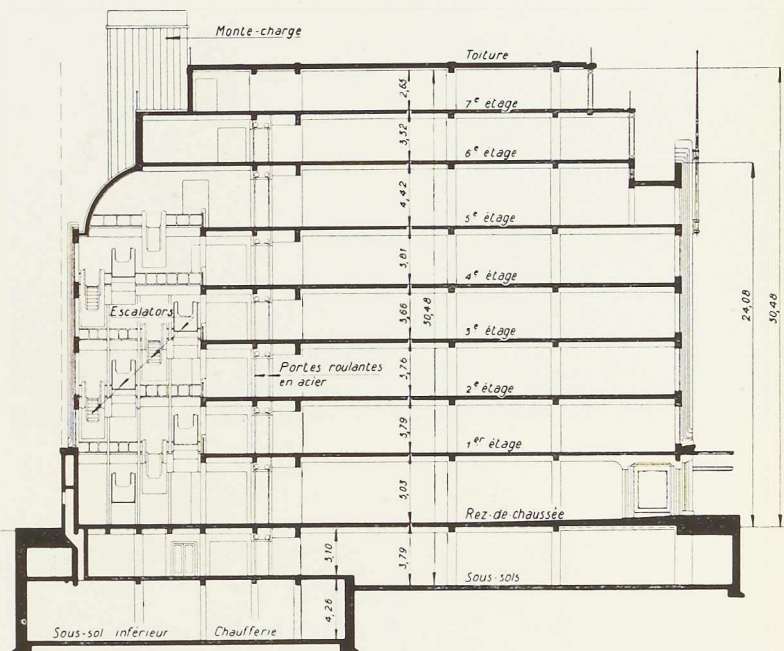 Monte-charge
Toiture
2,65
7e étage
3,32
6e étage
4,42
5e étage
3,81
4e étage
Escalators
3,66
30,48
24,08
30,48
3e étage
Portes roulantes
en acier
3,76
2e étage
3,79
1er étage
5,03
Rez-de-chaussée
3,10
3,79
Sous-sols
4,26
Sous-sol inférieur
Chaufferie